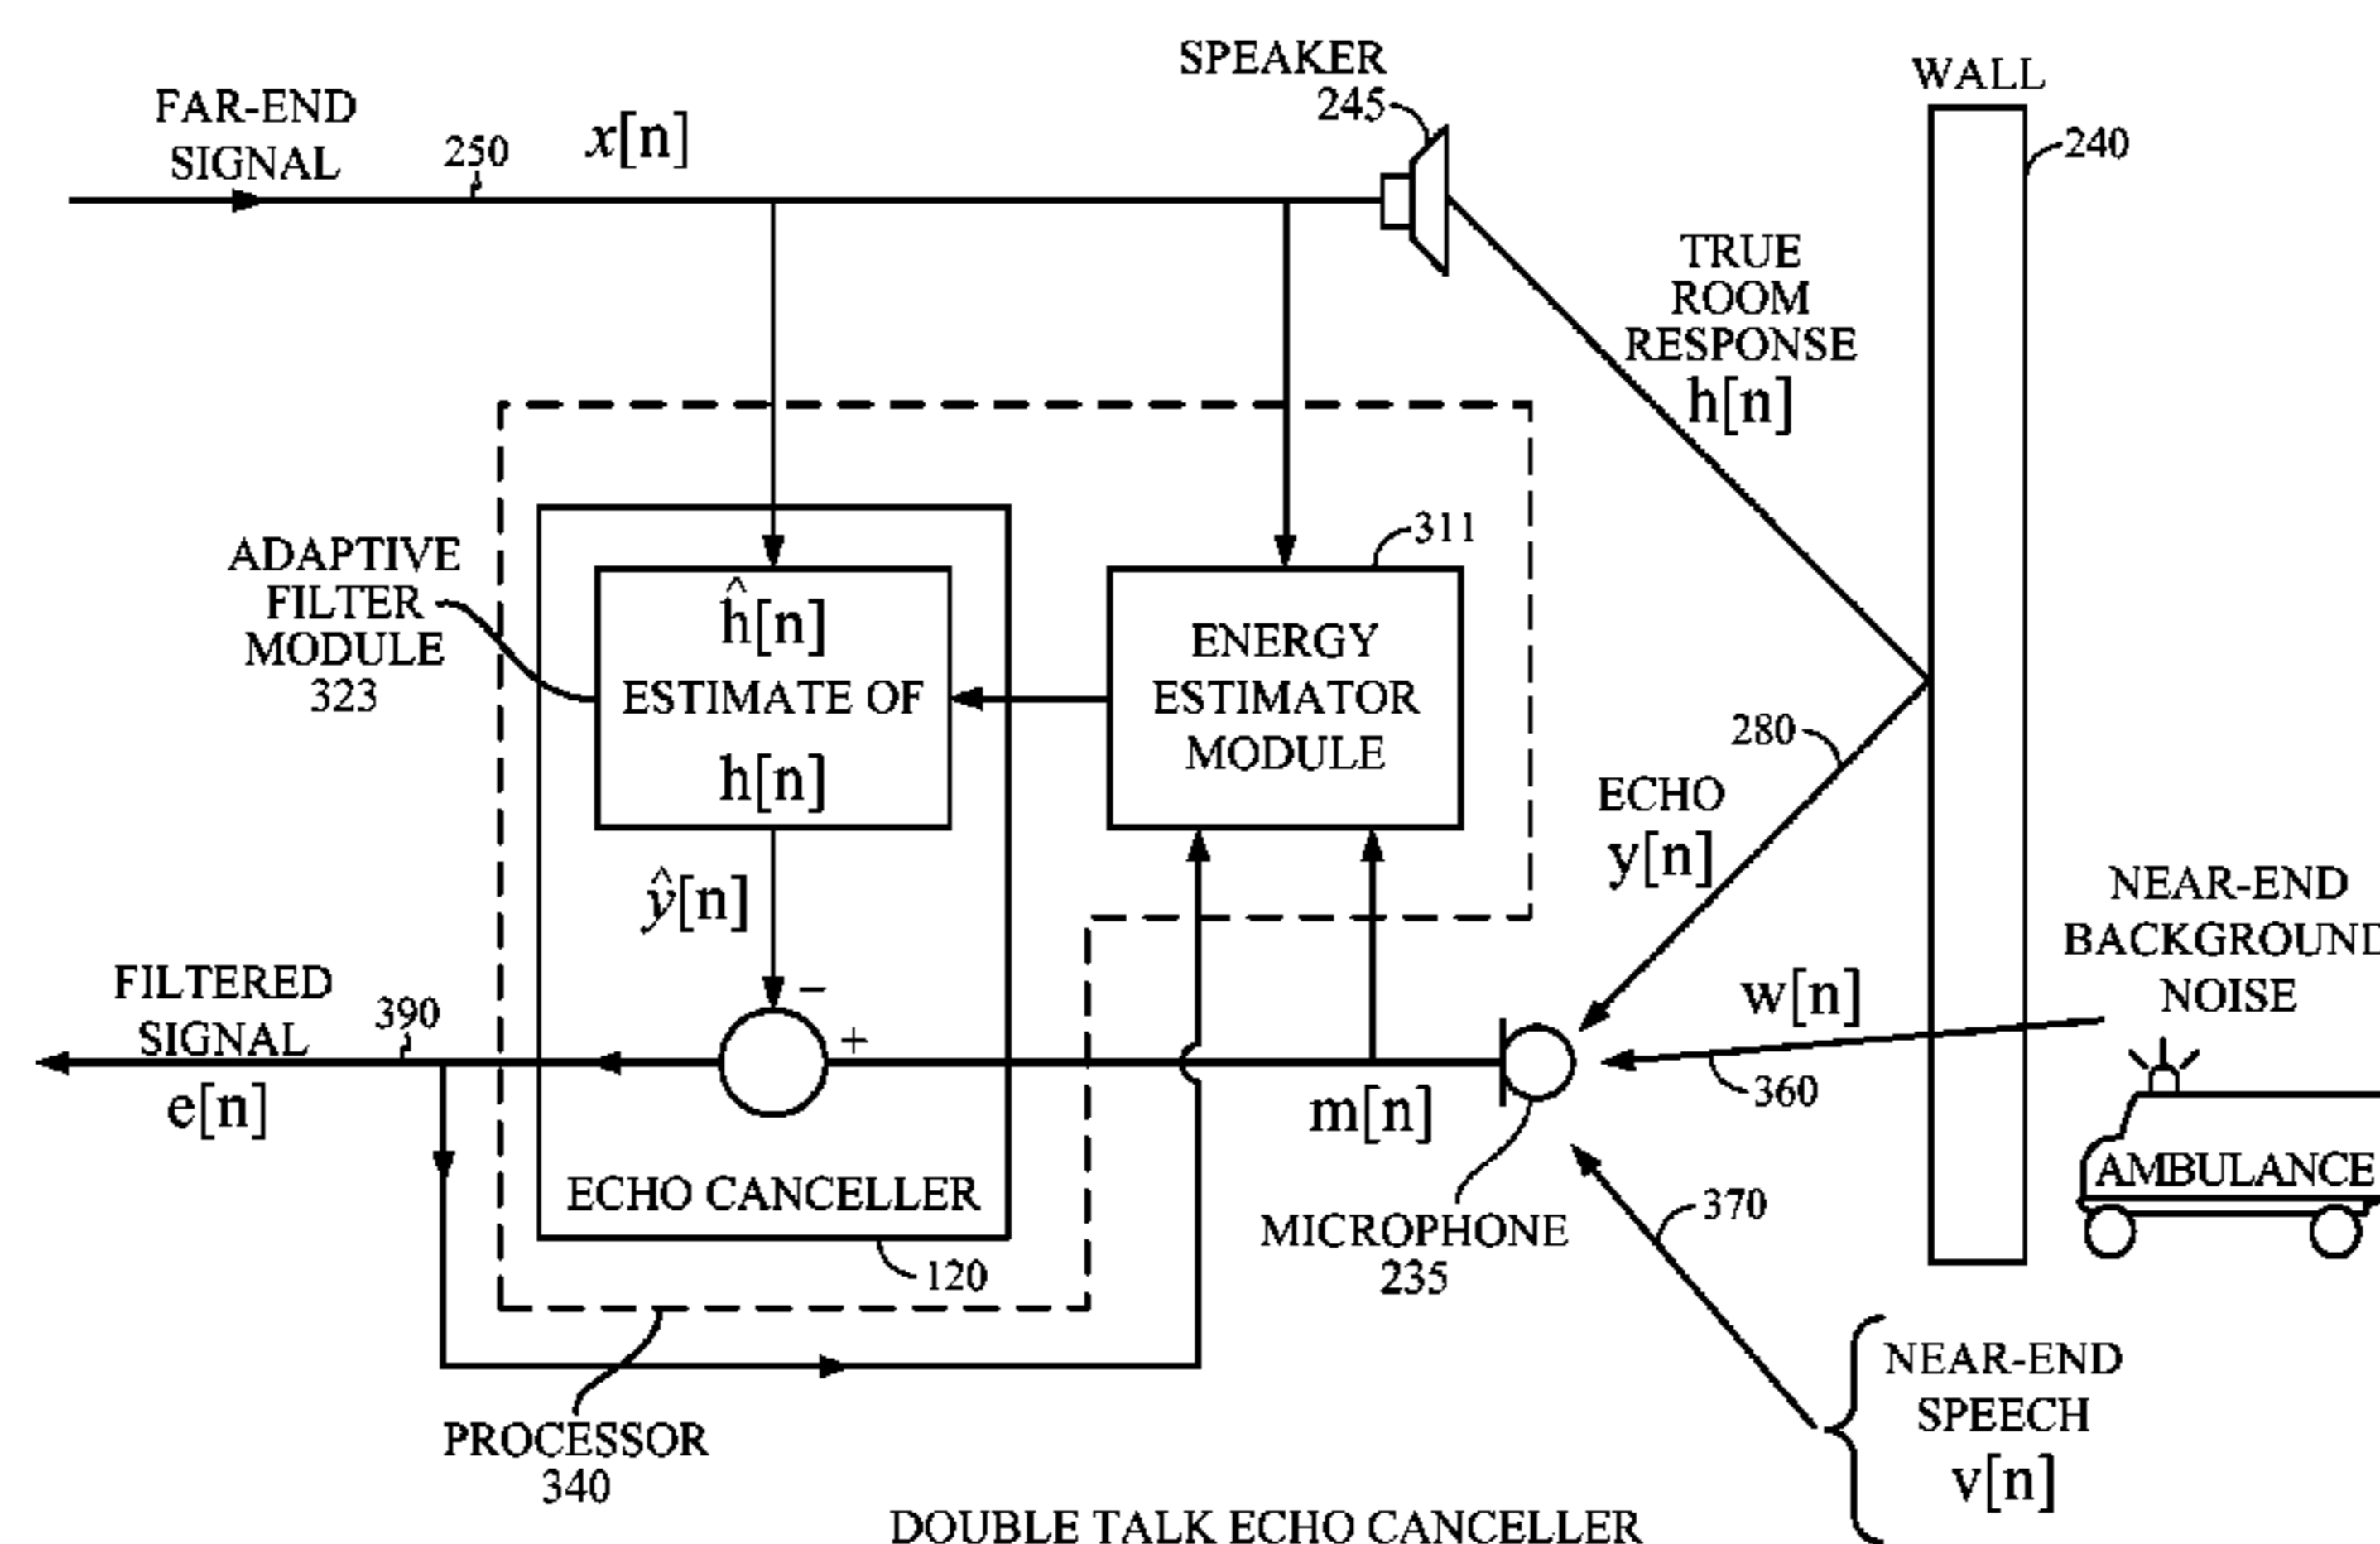 SPEAKER
245
WALL
240
FAR-END
SIGNAL
250
x[n]
TRUE
ROOM
RESPONSE
h[n]
311
ADAPTIVE
FILTER
MODULE
323
ĥ[n]
ESTIMATE OF
h[n]
ENERGY
ESTIMATOR
MODULE
280
ECHO
y[n]
ŷ[n]
NEAR-END
BACKGROUND
NOISE
w[n]
360
FILTERED
SIGNAL
390
e[n]
−
+
m[n]
ECHO CANCELLER
120
MICROPHONE
235
370
AMBULANCE
PROCESSOR
340
NEAR-END
SPEECH
v[n]
DOUBLE TALK ECHO CANCELLER